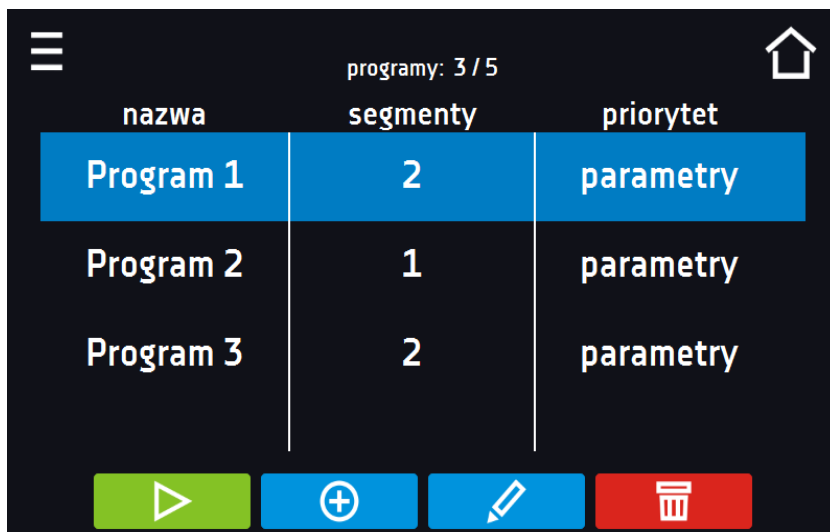 programy: 3 / 5
nazwa segmenty priorytet
Program 1 2 parametry
Program 2 1 parametry
Program 3 2 parametry